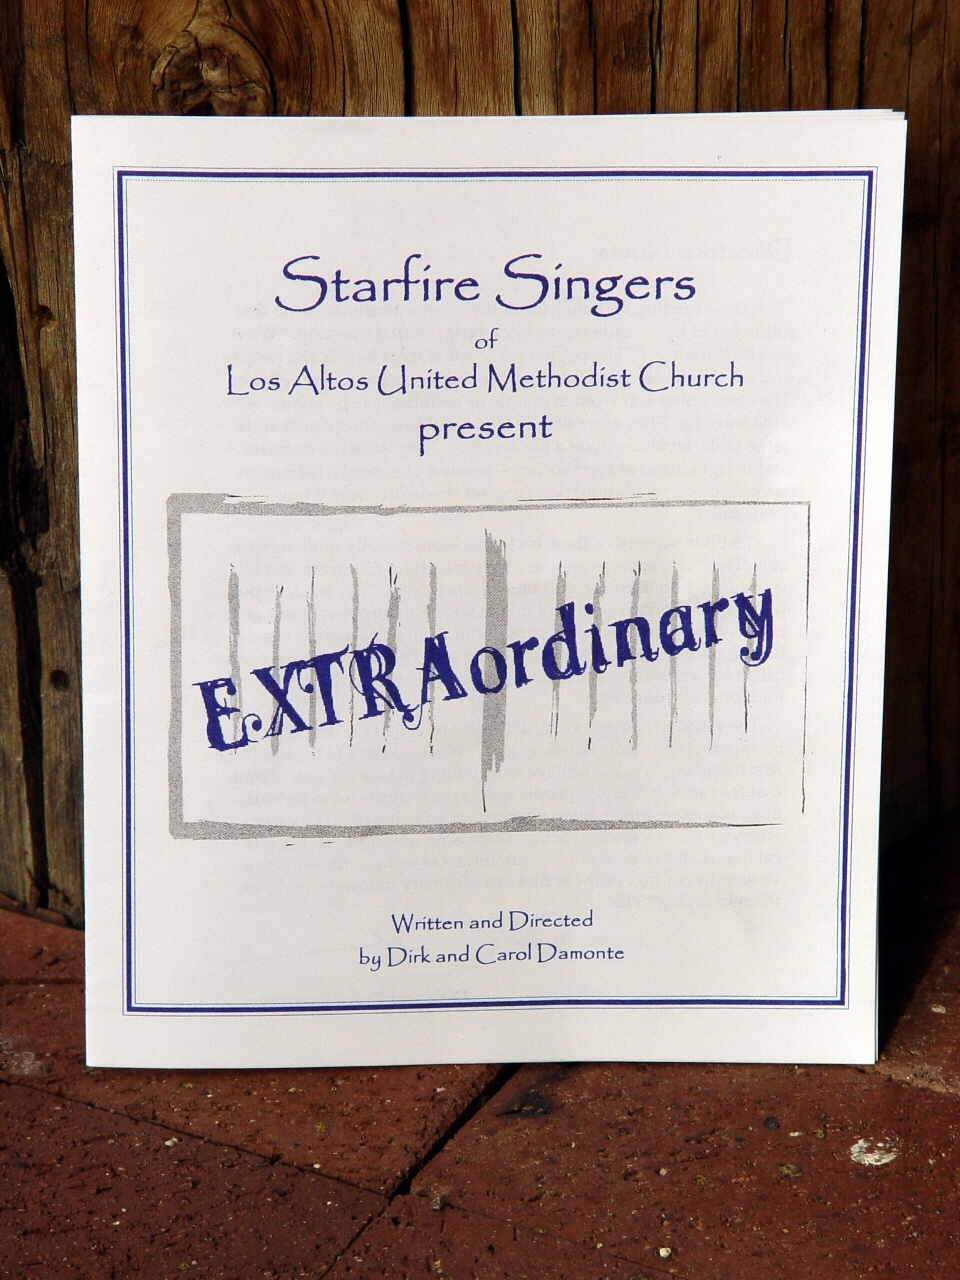 Starfire Singers
of
Los Altos United Methodist Church
present
EXTRAordinary
Written and Directed
by Dirk and Carol Damonte